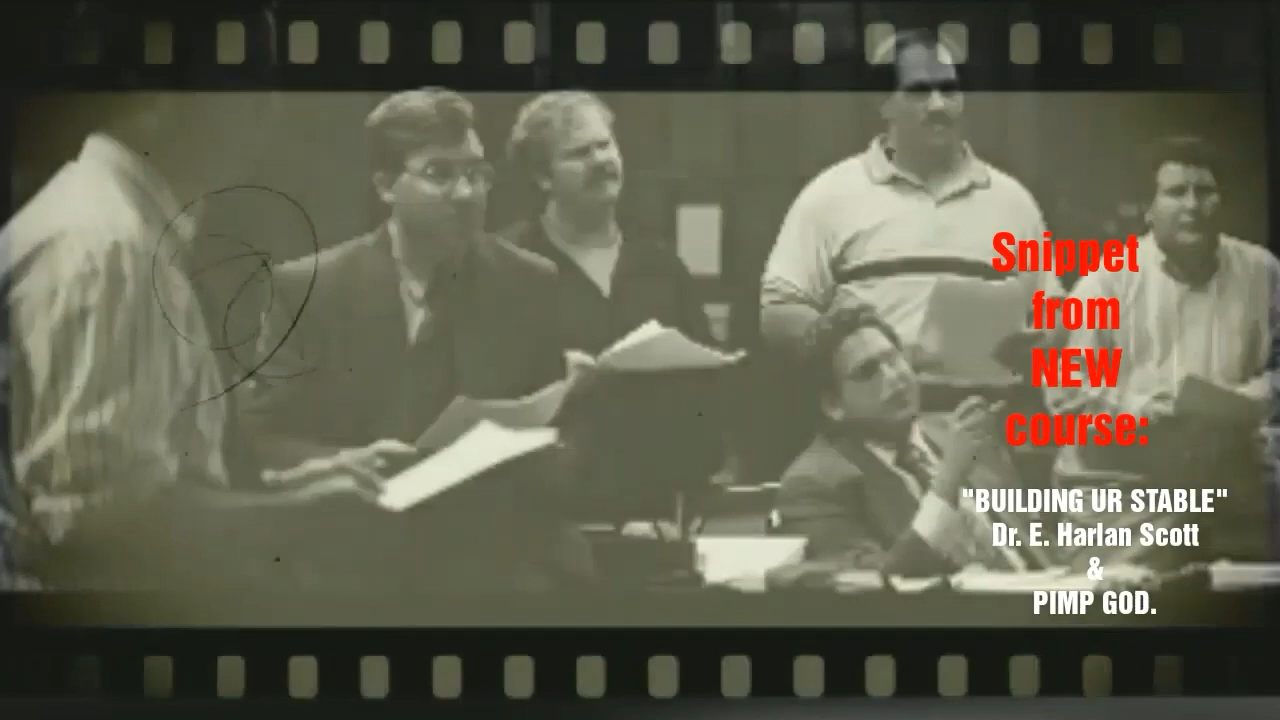 Snippet
from
NEW
course:
"BUILDING UR STABLE"
Dr. E. Harlan Scott
&
PIMP GOD.